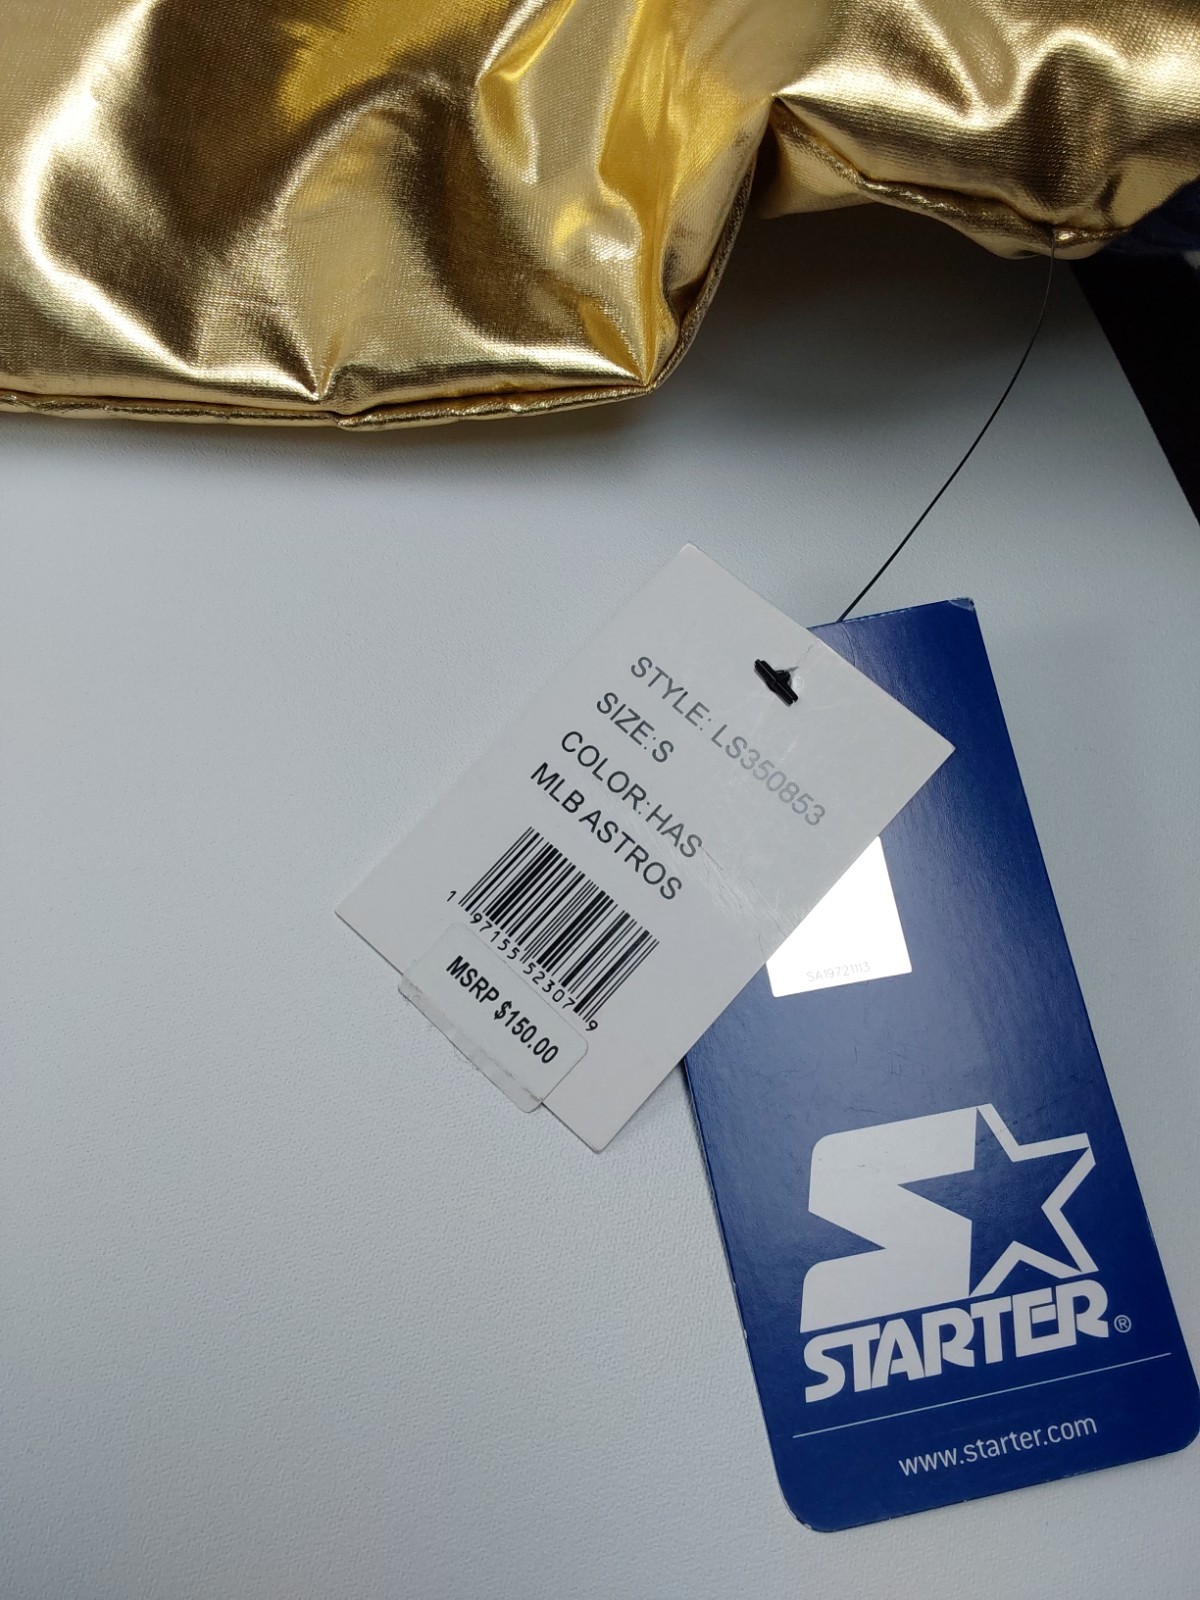 STYLE: LS350853
SIZE:S
COLOR:HAS
MLB ASTROS
1 97155 52307 9
MSRP $150.00
SA19721113
STARTER®
www.starter.com